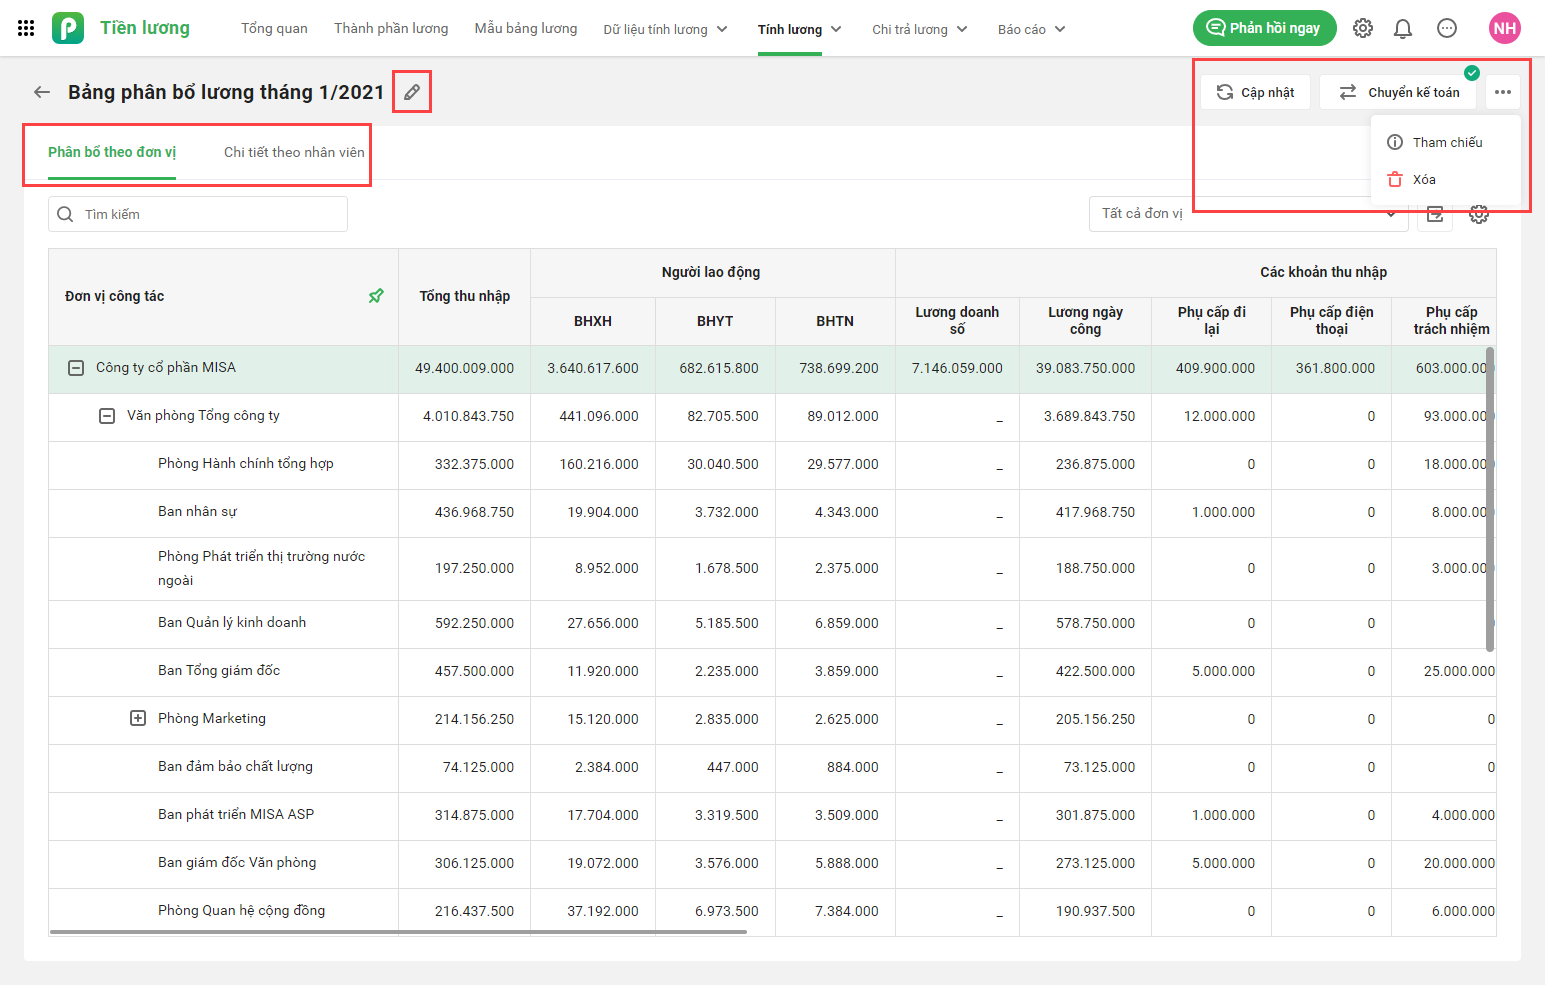 Tiền lương
Tổng quan
Thành phần lương
Mẫu bảng lương
Dữ liệu tính lương
Tính lương
Chi trả lương
Báo cáo
Phản hồi ngay
NH
Bảng phân bổ lương tháng 1/2021
Cập nhật
Chuyển kế toán
Tham chiếu
Xóa
Phân bổ theo đơn vị
Chi tiết theo nhân viên
Tìm kiếm
Tất cả đơn vị
Người lao động
Các khoản thu nhập
Đơn vị công tác
Tổng thu nhập
BHXH
BHYT
BHTN
Lương doanh
số
Lương ngày
công
Phụ cấp đi
lại
Phụ cấp điện
thoại
Phụ cấp
trách nhiệm
Công ty cổ phần MISA 49.400.009.000 3.640.617.600 682.615.800 738.699.200 7.146.059.000 39.083.750.000 409.900.000 361.800.000 603.000.000
Văn phòng Tổng công ty 4.010.843.750 441.096.000 82.705.500 89.012.000 _ 3.689.843.750 12.000.000 0 93.000.000
Phòng Hành chính tổng hợp 332.375.000 160.216.000 30.040.500 29.577.000 _ 236.875.000 0 0 18.000.000
Ban nhân sự 436.968.750 19.904.000 3.732.000 4.343.000 _ 417.968.750 1.000.000 0 8.000.000
Phòng Phát triển thị trường nước
ngoài 197.250.000 8.952.000 1.678.500 2.375.000 _ 188.750.000 0 0 3.000.000
Ban Quản lý kinh doanh 592.250.000 27.656.000 5.185.500 6.859.000 _ 578.750.000 0 0
Ban Tổng giám đốc 457.500.000 11.920.000 2.235.000 3.859.000 _ 422.500.000 5.000.000 0 25.000.000
Phòng Marketing 214.156.250 15.120.000 2.835.000 2.625.000 _ 205.156.250 0 0 0
Ban đảm bảo chất lượng 74.125.000 2.384.000 447.000 884.000 _ 73.125.000 0 0 0
Ban phát triển MISA ASP 314.875.000 17.704.000 3.319.500 3.509.000 _ 301.875.000 1.000.000 0 4.000.000
Ban giám đốc Văn phòng 306.125.000 19.072.000 3.576.000 5.888.000 _ 273.125.000 5.000.000 0 20.000.000
Phòng Quan hệ cộng đồng 216.437.500 37.192.000 6.973.500 7.384.000 _ 190.937.500 0 0 6.000.000